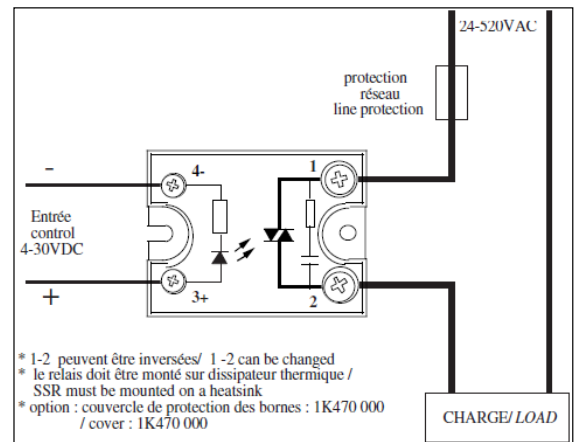 24-520VAC
protection
réseau
line protection
-
4-
1
Entrée
control
4-30VDC
+
3+
2
* 1-2 peuvent être inversées/ 1 -2 can be changed
* le relais doit être monté sur dissipateur thermique /
SSR must be mounted on a heatsink
* option : couvercle de protection des bornes : 1K470 000
/ cover : 1K470 000
CHARGE/ LOAD